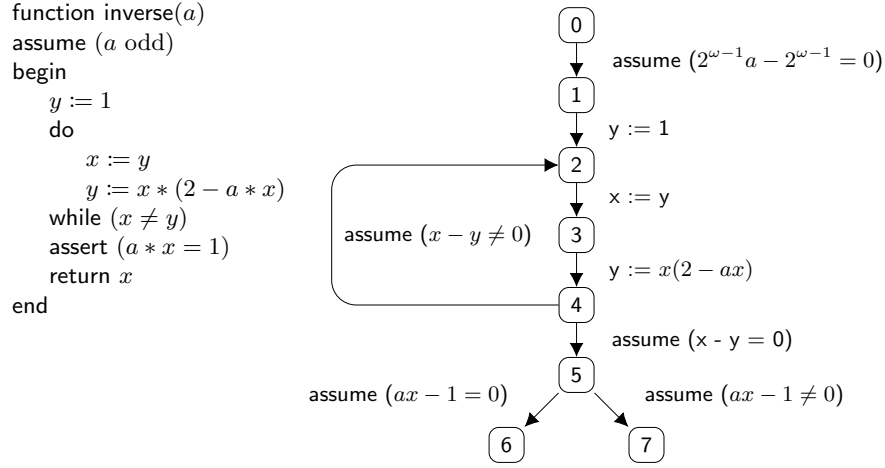 function inverse(a)
assume (a odd)
begin
y := 1
do
x := y
y := x ∗ (2 − a ∗ x)
while (x ≠ y)
assert (a ∗ x = 1)
return x
end
0
assume (2^{ω−1}a − 2^{ω−1} = 0)
1
y := 1
2
x := y
assume (x − y ≠ 0)
3
y := x(2 − ax)
4
assume (x - y = 0)
5
assume (ax − 1 = 0)
assume (ax − 1 ≠ 0)
6
7